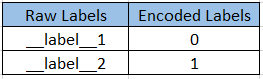 Raw Labels Encoded Labels
__label__1 0
__label__2 1